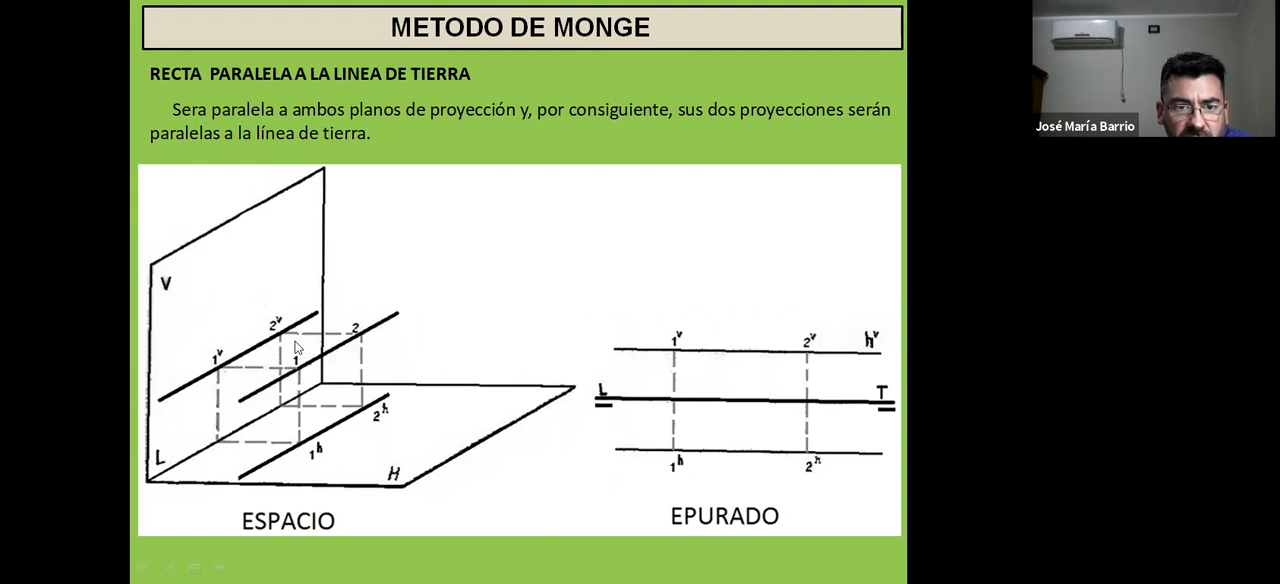 METODO DE MONGE
RECTA PARALELA A LA LINEA DE TIERRA
Sera paralela a ambos planos de proyección y, por consiguiente, sus dos proyecciones serán
paralelas a la línea de tierra.
José María Barrio
V
2ᵛ
2
1ᵛ
1
2ʰ
1ʰ
L
H
ESPACIO
1ᵛ
2ᵛ
hᵛ
L
T
1ʰ
2ʰ
EPURADO